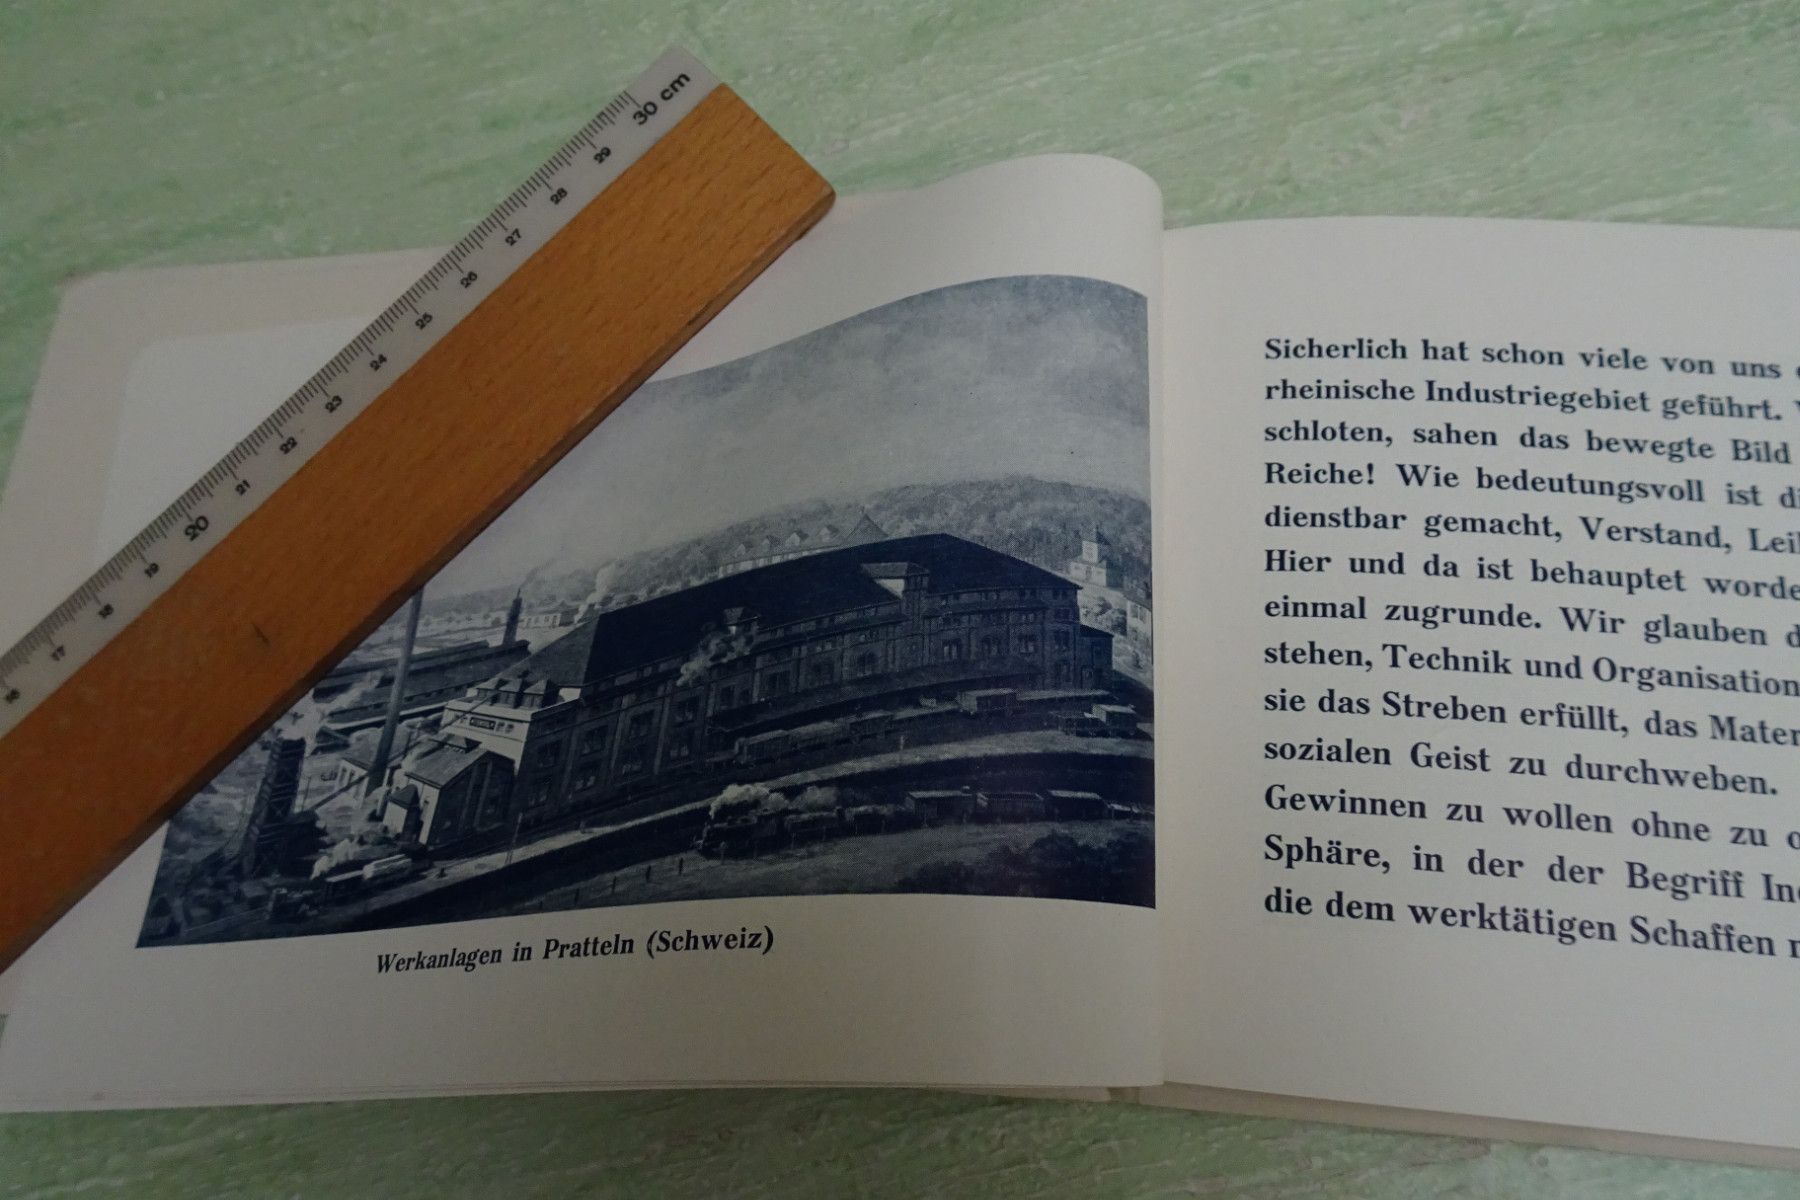 30 cm
29
28
27
26
25
24
23
22
21
20
19
18
17
16
Werkanlagen in Pratteln (Schweiz)
Sicherlich hat schon viele von uns
rheinische Industriegebiet geführt.
schloten, sahen das bewegte Bild
Reiche! Wie bedeutungsvoll ist
dienstbar gemacht, Verstand,
Hier und da ist behauptet
einmal zugrunde. Wir glauben
stehen, Technik und Organisation
sie das Streben erfüllt, das
sozialen Geist zu durchweben.
Gewinnen zu wollen ohne zu
Sphäre, in der der Begriff
die dem werktätigen Schaffen